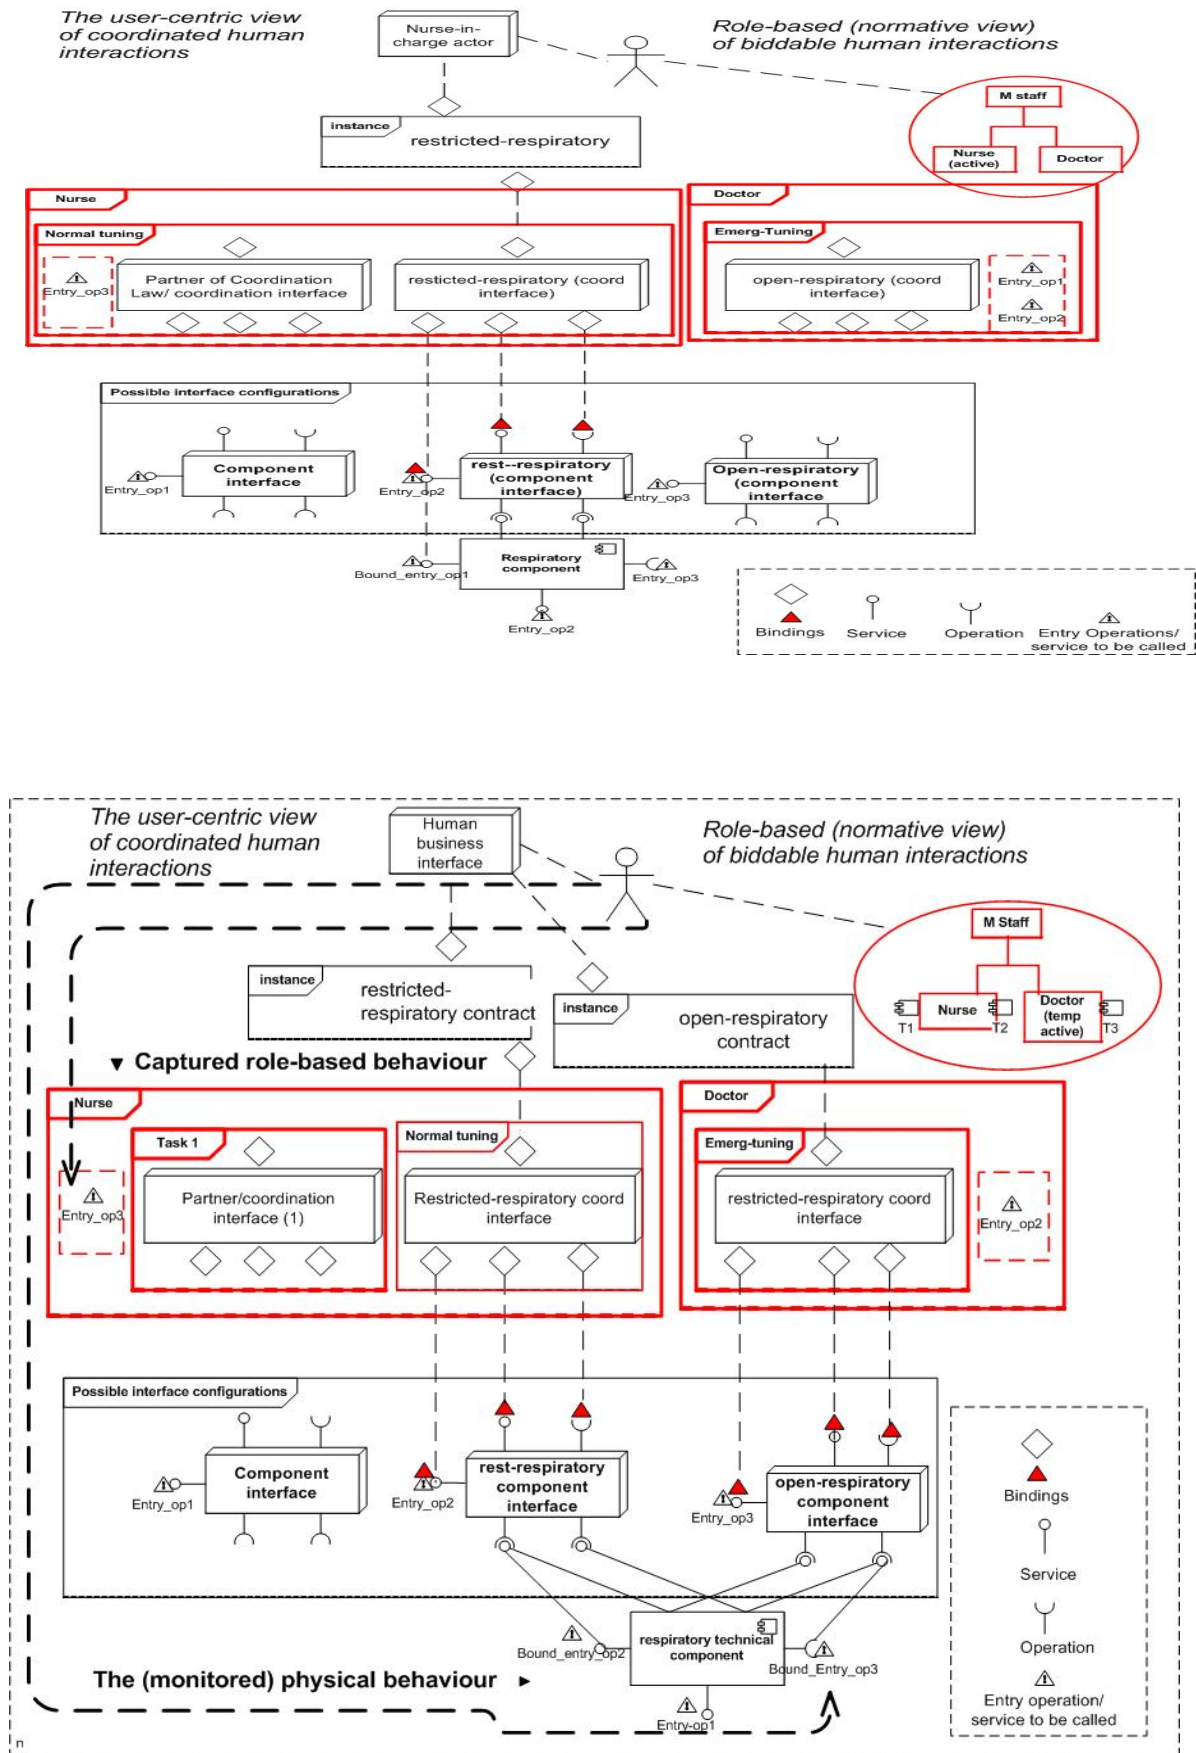 The user-centric view
of coordinated human
interactions
Nurse-in-
charge actor
Role-based (normative view)
of biddable human interactions
M staff
Nurse
(active)
Doctor
instance
restricted-respiratory
Nurse
Normal tuning
Entry_op3
Partner of Coordination
Law/ coordination interface
resticted-respiratory (coord
interface)
Doctor
Emerg-Tuning
open-respiratory (coord
interface)
Entry_op1
Entry_op2
Possible interface configurations
Component
interface
Entry_op1
rest--respiratory
(component
interface)
Entry_op2
Open-respiratory
(component
interface
Entry_op3
Respiratory
component
Bound_entry_op1
Entry_op3
Entry_op2
Bindings
Service
Operation
Entry Operations/
service to be called
The user-centric view
of coordinated human
interactions
Human
business
interface
Role-based (normative view)
of biddable human interactions
M Staff
Nurse
Doctor
(temp
active)
T1
T2
T3
instance
restricted-
respiratory contract
instance
open-respiratory
contract
Captured role-based behaviour
Nurse
Task 1
Normal tuning
Entry_op3
Partner/coordination
interface (1)
Restricted-respiratory coord
interface
Doctor
Emerg-tuning
restricted-respiratory coord
interface
Entry_op2
Possible interface configurations
Component
interface
Entry_op1
rest-respiratory
component
interface
Entry_op2
open-respiratory
component
interface
Entry_op3
respiratory technical
component
Bound_entry_op2
Bound_Entry_op3
Entry-op1
The (monitored) physical behaviour
Bindings
Service
Operation
Entry operation/
service to be called
n